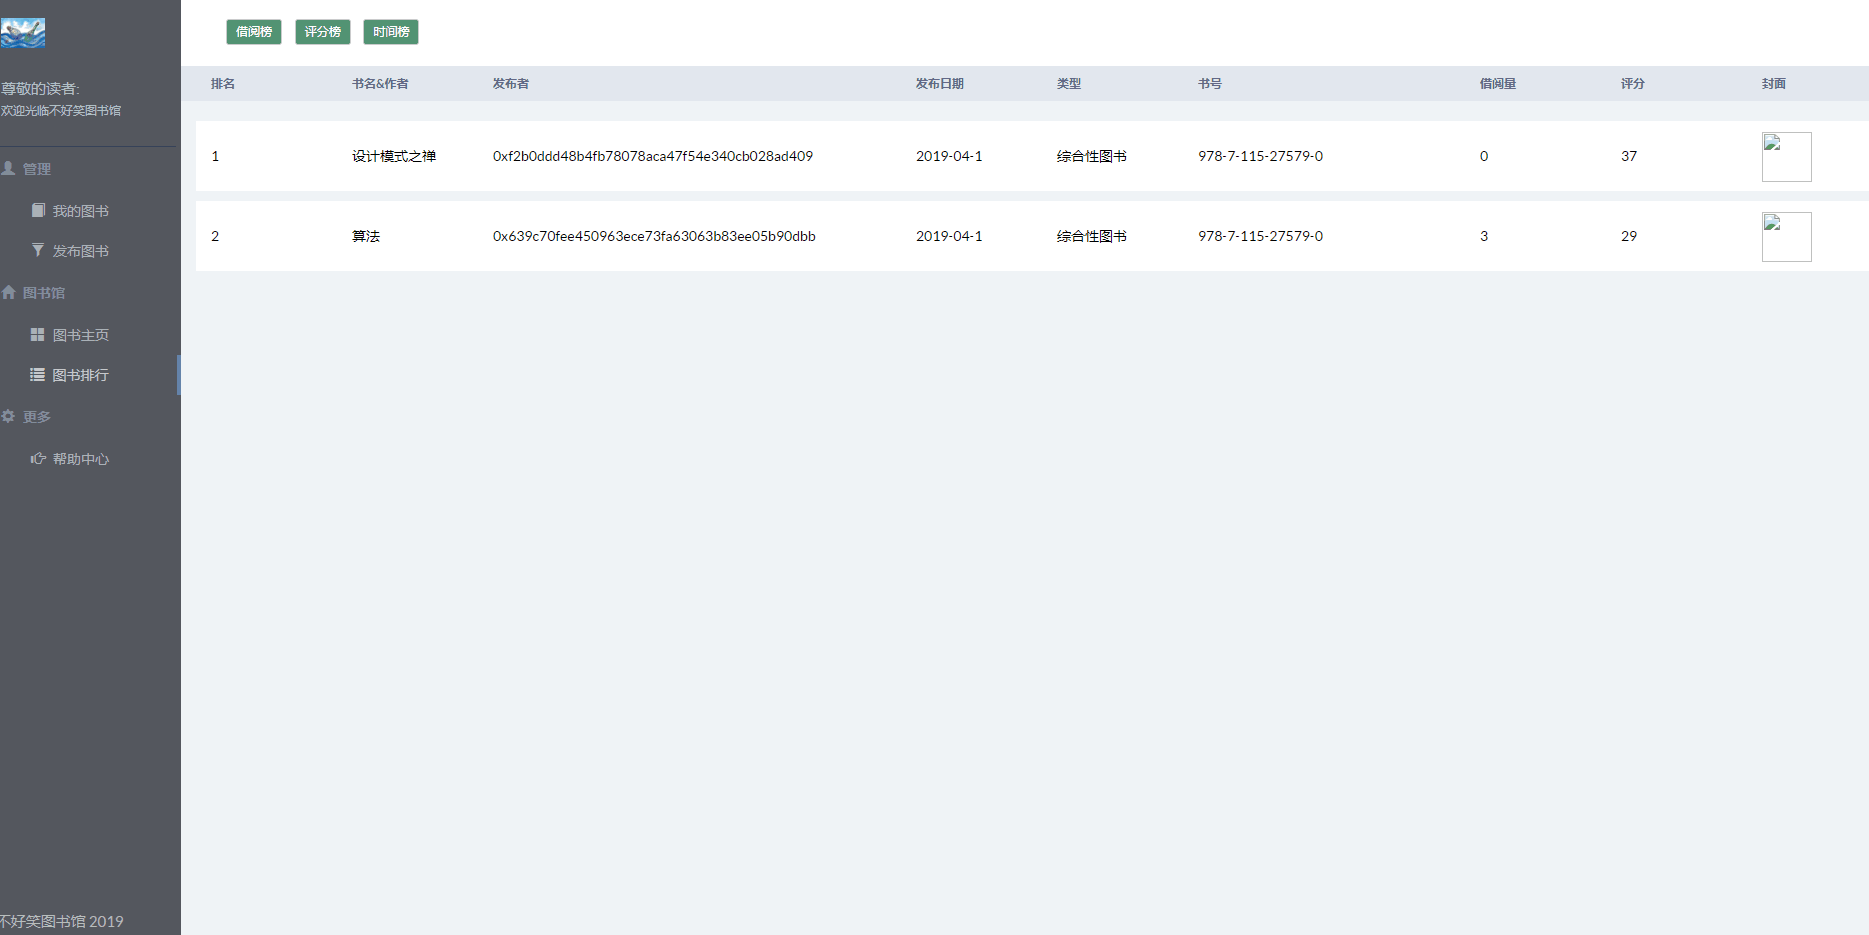 尊敬的读者:
欢迎光临不好笑图书馆
管理
我的图书
发布图书
图书馆
图书主页
图书排行
更多
帮助中心
不好笑图书馆 2019
借阅榜 评分榜 时间榜
排名 书名&作者 发布者 发布日期 类型 书号 借阅量 评分 封面
1 设计模式之禅 0xf2b0ddd48b4fb78078aca47f54e340cb028ad409 2019-04-1 综合性图书 978-7-115-27579-0 0 37
2 算法 0x639c70fee450963ece73fa63063b83ee05b90dbb 2019-04-1 综合性图书 978-7-115-27579-0 3 29